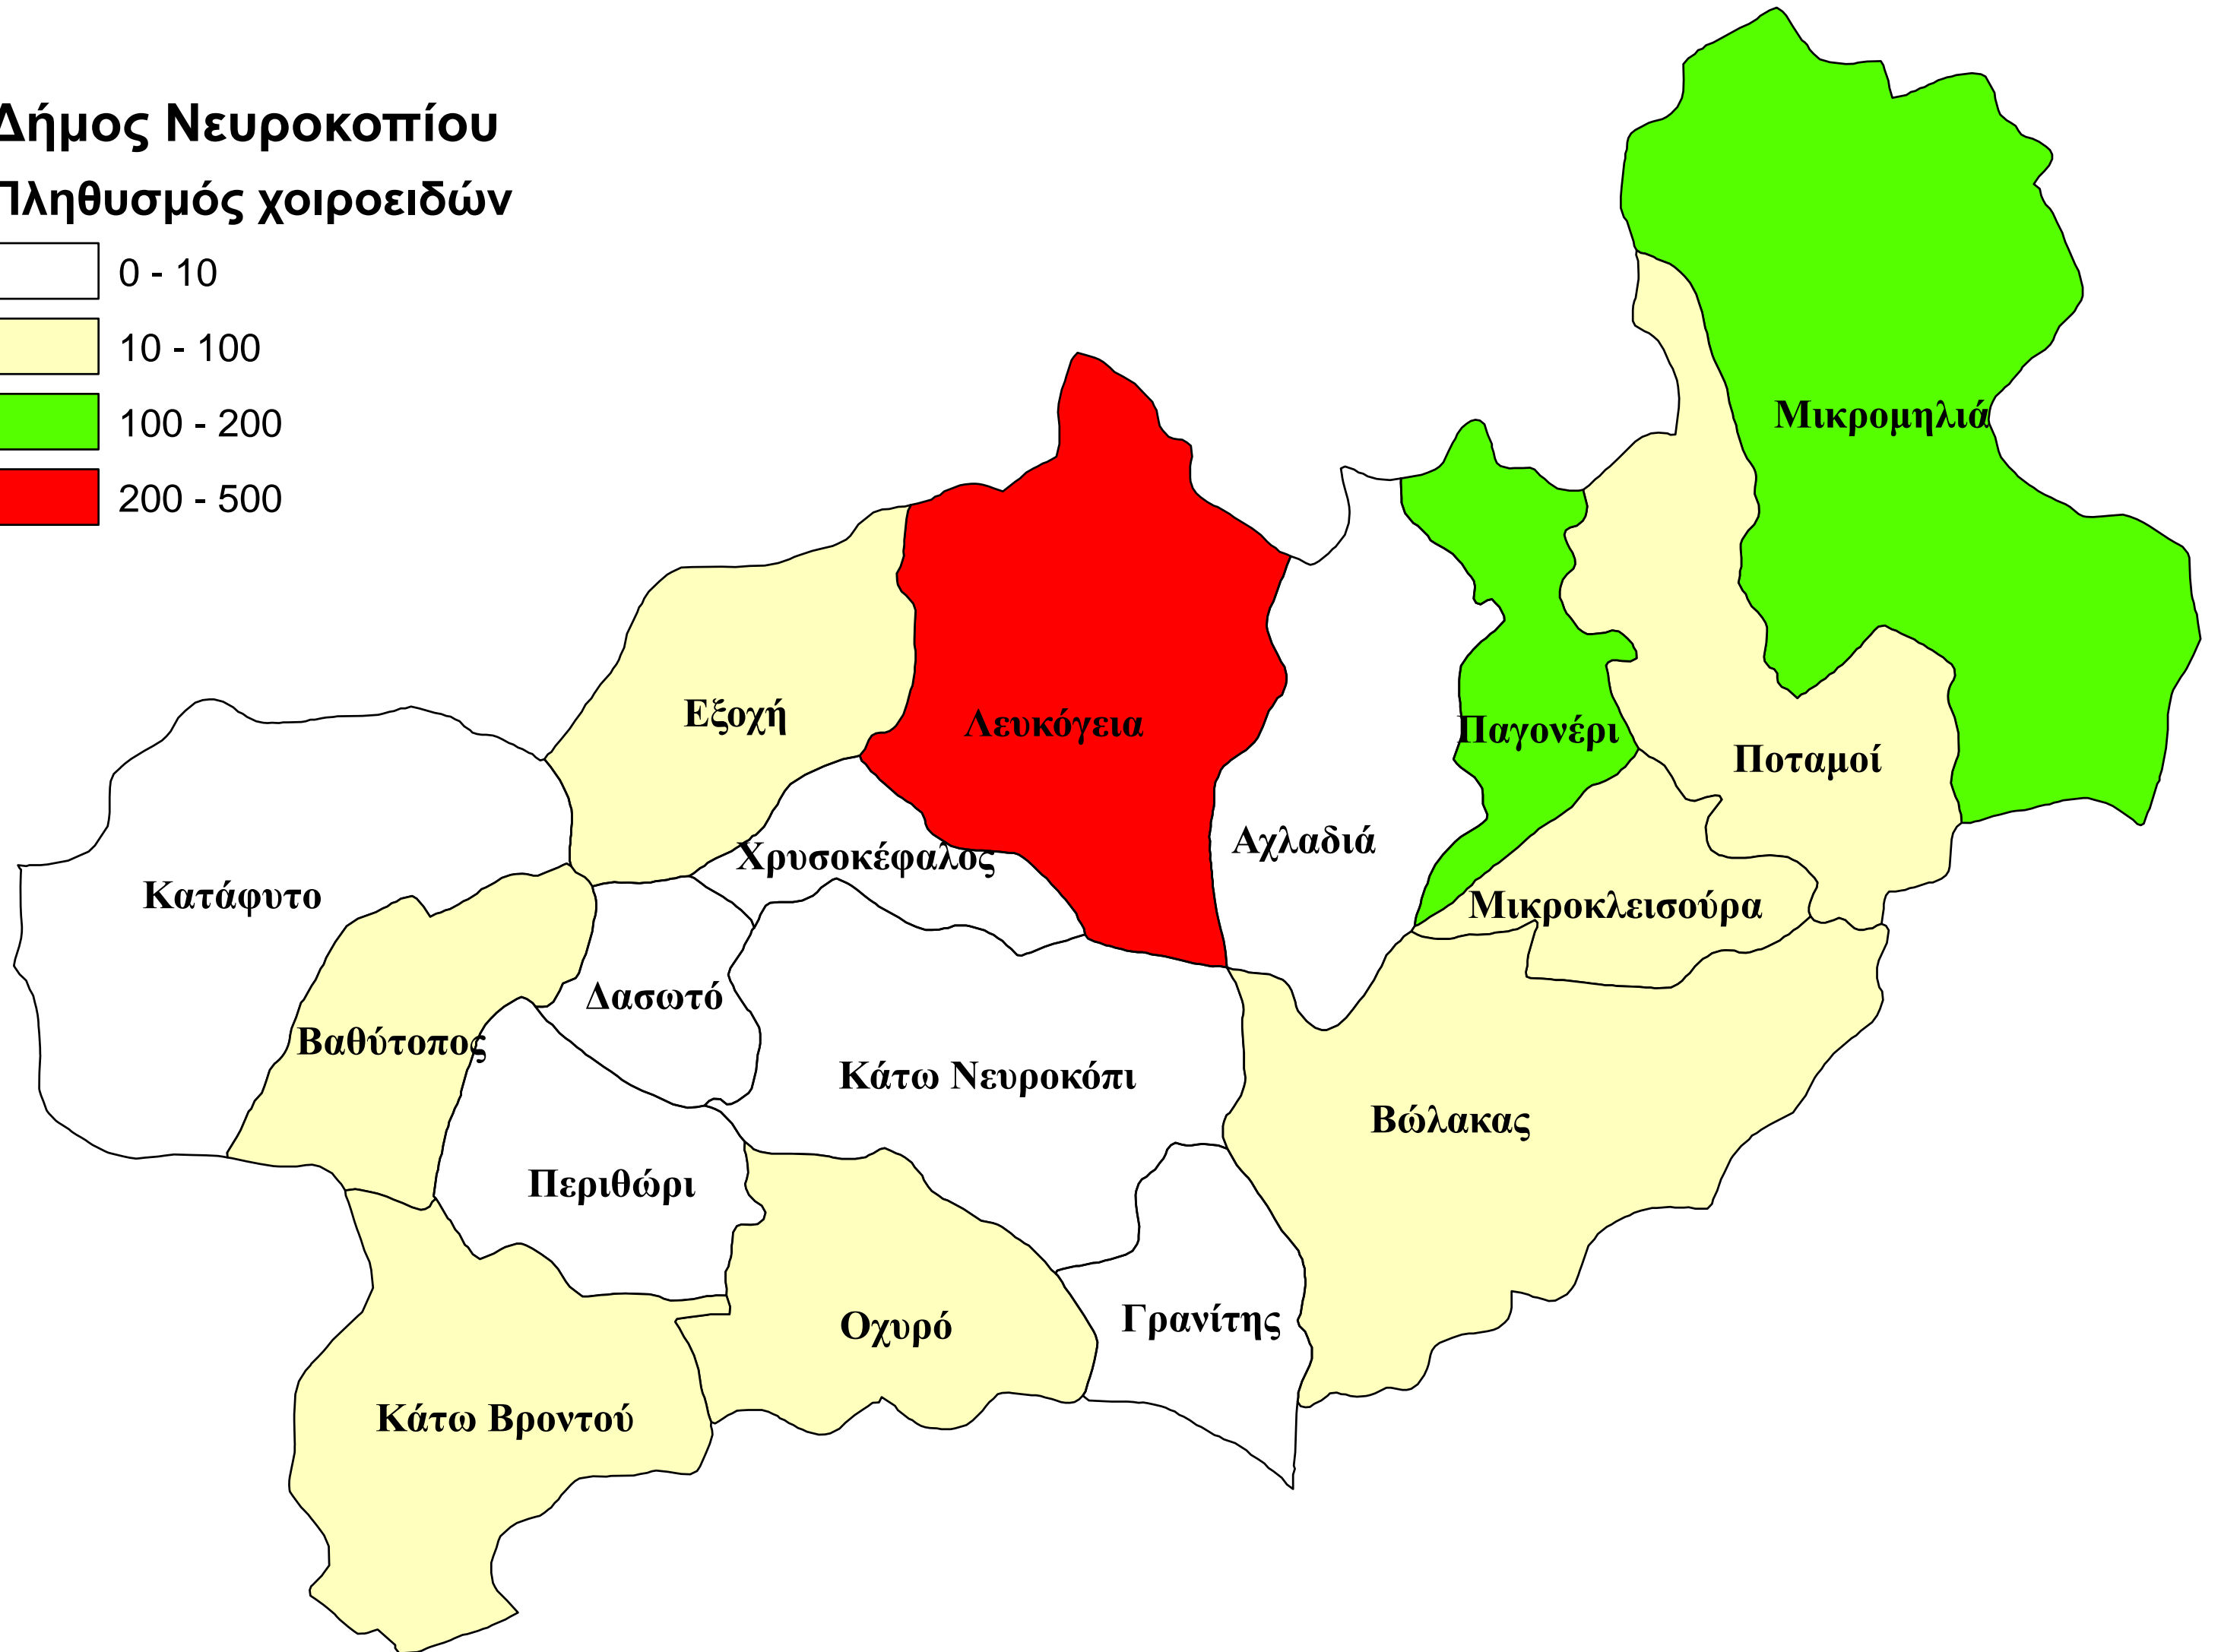 Δήμος Νευροκοπίου
Πληθυσμός χοιροειδών
0 - 10
10 - 100
100 - 200
200 - 500
Μικρομηλιά
Εξοχή
Λευκόγεια
Παγονέρι
Ποταμοί
Αχλαδιά
Χρυσοκέφαλος
Κατάφυτο
Μικροκλεισούρα
Δασωτό
Βαθύτοπος
Κάτω Νευροκόπι
Βώλακας
Περιθώρι
Γρανίτης
Οχυρό
Κάτω Βροντού